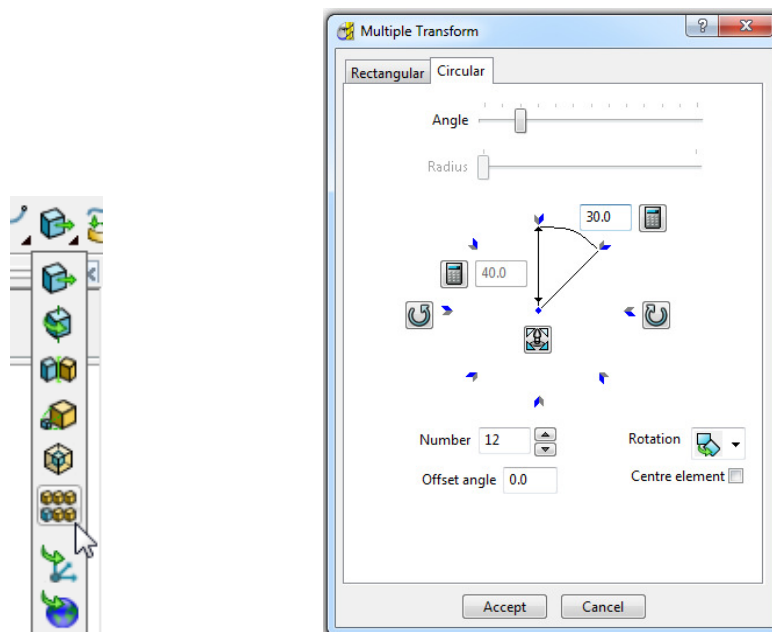 Multiple Transform
Rectangular Circular
Angle
Radius
30.0
40.0
Number 12 Rotation
Offset angle 0.0 Centre element
Accept Cancel